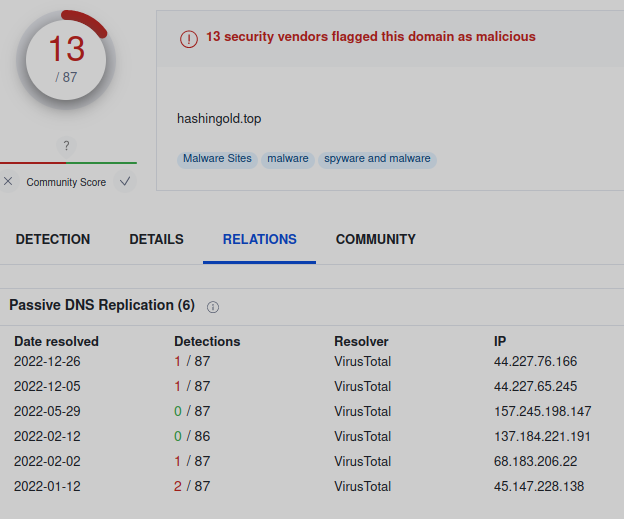 13
/ 87
?
Community Score
13 security vendors flagged this domain as malicious
hashingold.top
Malware Sites malware spyware and malware
DETECTION DETAILS RELATIONS COMMUNITY
Passive DNS Replication (6)
Date resolved Detections Resolver IP
2022-12-26 1 / 87 VirusTotal 44.227.76.166
2022-12-05 1 / 87 VirusTotal 44.227.65.245
2022-05-29 0 / 87 VirusTotal 157.245.198.147
2022-02-12 0 / 86 VirusTotal 137.184.221.191
2022-02-02 1 / 87 VirusTotal 68.183.206.22
2022-01-12 2 / 87 VirusTotal 45.147.228.138